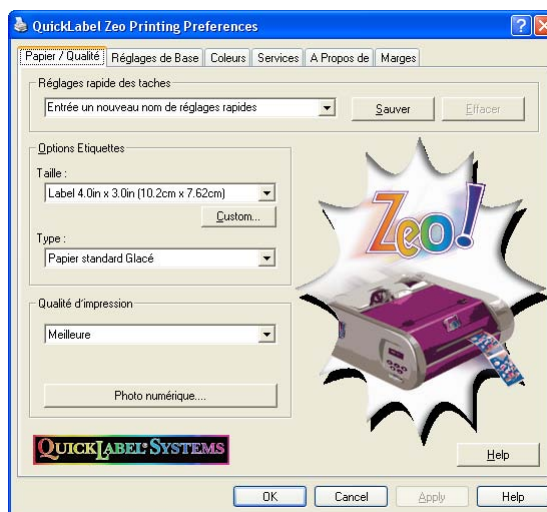 QuickLabel Zeo Printing Preferences
Papier / Qualité Réglages de Base Coleurs Services A Propos de Marges
Réglages rapide des taches
Entrée un nouveau nom de réglages rapides Sauver Effacer
Options Etiquettes
Taille :
Label 4.0in x 3.0in (10.2cm x 7.62cm)
Custom...
Type :
Papier standard Glacé
Zeo!
Qualité d'impression
Meilleure
Photo numérique....
QUICKLABEL SYSTEMS
Help
OK Cancel Apply Help